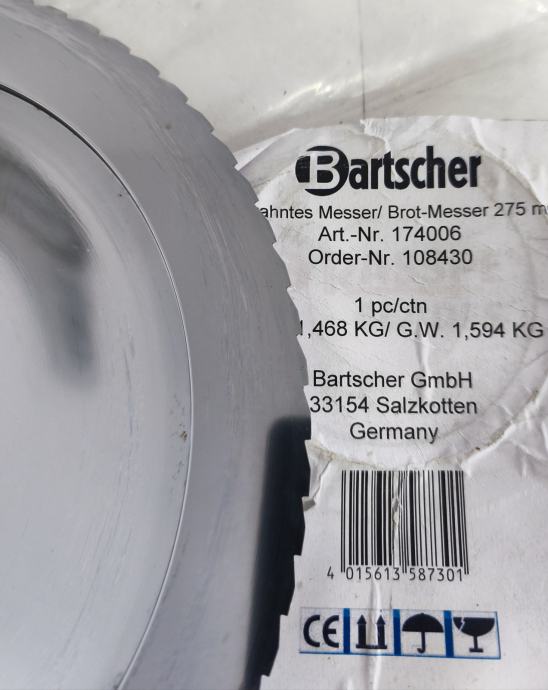 Bartscher
ahntes Messer/ Brot-Messer 275 m
Art.-Nr. 174006
Order-Nr. 108430
1 pc/ctn
1,468 KG/ G.W. 1,594 KG
Bartscher GmbH
33154 Salzkotten
Germany
4 015613 587301
CE